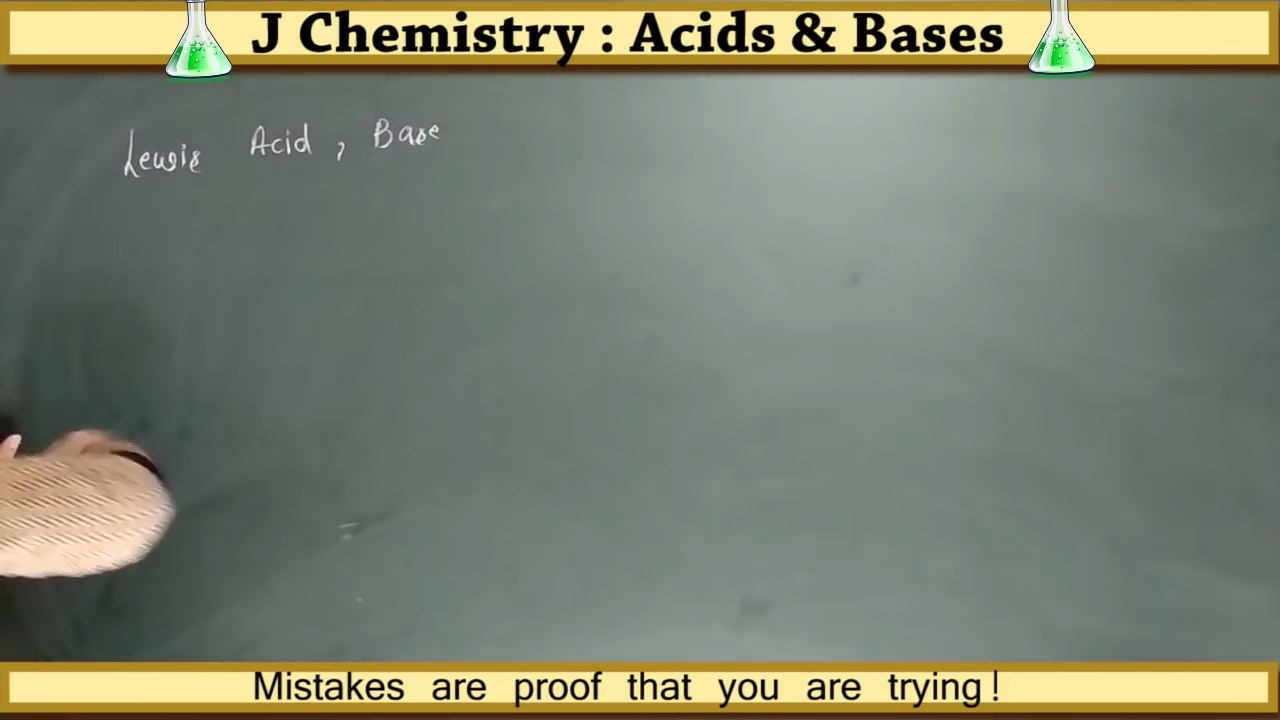 J Chemistry : Acids & Bases
Lewis Acid , Base
Mistakes are proof that you are trying !